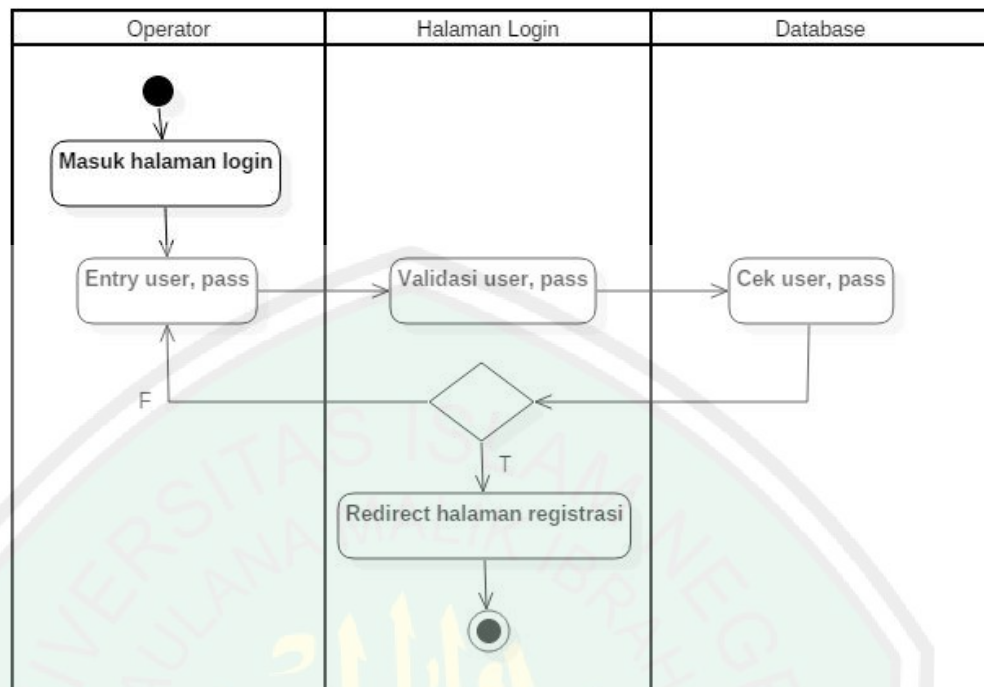 Operator
Halaman Login
Database
Masuk halaman login
Entry user, pass
Validasi user, pass
Cek user, pass
F
T
Redirect halaman registrasi